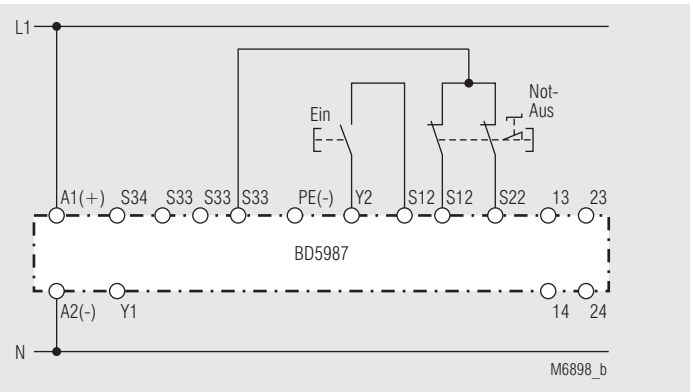 L1
Ein
Not-
Aus
A1(+) S34 S33 S33 S33 PE(-) Y2 S12 S12 S22 13 23
BD5987
A2(-) Y1 14 24
N
M6898_b